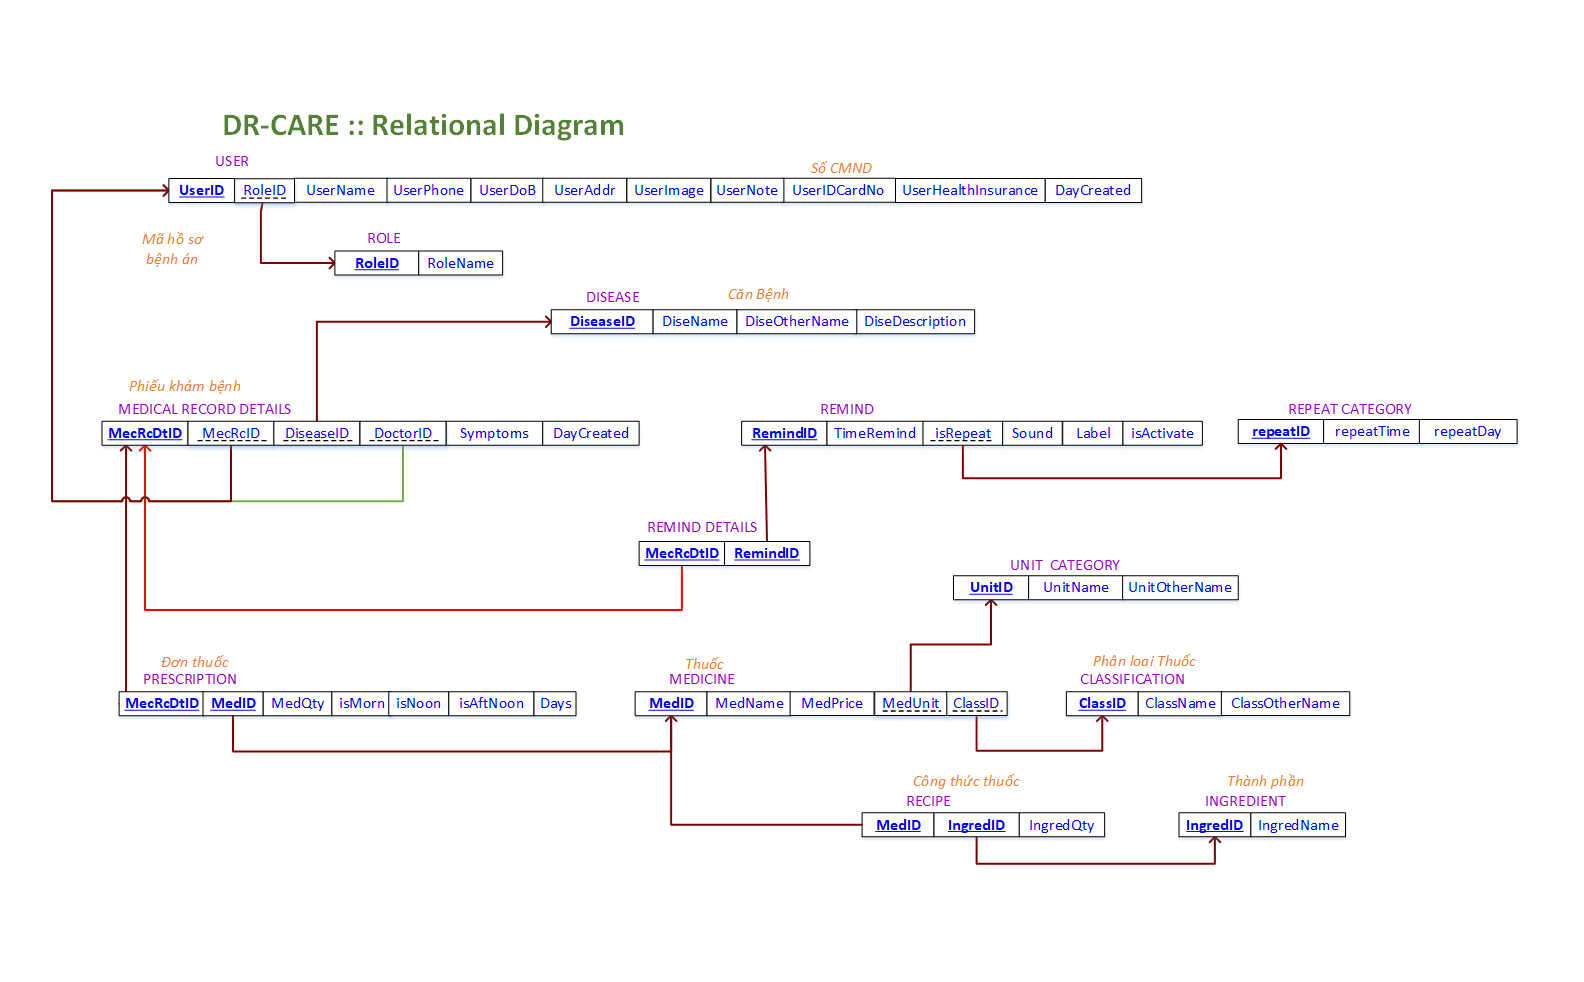 DR-CARE :: Relational Diagram
USER
Số CMND
UserID RoleID UserName UserPhone UserDoB UserAddr UserImage UserNote UserIDCardNo UserHealthInsurance DayCreated
Mã hồ sơ
bệnh án
ROLE
RoleID RoleName
DISEASE
Căn Bệnh
DiseaseID DiseName DiseOtherName DiseDescription
Phiếu khám bệnh
MEDICAL RECORD DETAILS
MecRcDtID MecRcID DiseaseID DoctorID Symptoms DayCreated
REMIND
RemindID TimeRemind isRepeat Sound Label isActivate
REPEAT CATEGORY
repeatID repeatTime repeatDay
REMIND DETAILS
MecRcDtID RemindID
UNIT CATEGORY
UnitID UnitName UnitOtherName
Đơn thuốc
PRESCRIPTION
MecRcDtID MedID MedQty isMorn isNoon isAftNoon Days
Thuốc
MEDICINE
MedID MedName MedPrice MedUnit ClassID
Phân loai Thuốc
CLASSIFICATION
ClassID ClassName ClassOtherName
Công thức thuốc
RECIPE
MedID IngredID IngredQty
Thành phần
INGREDIENT
IngredID IngredName